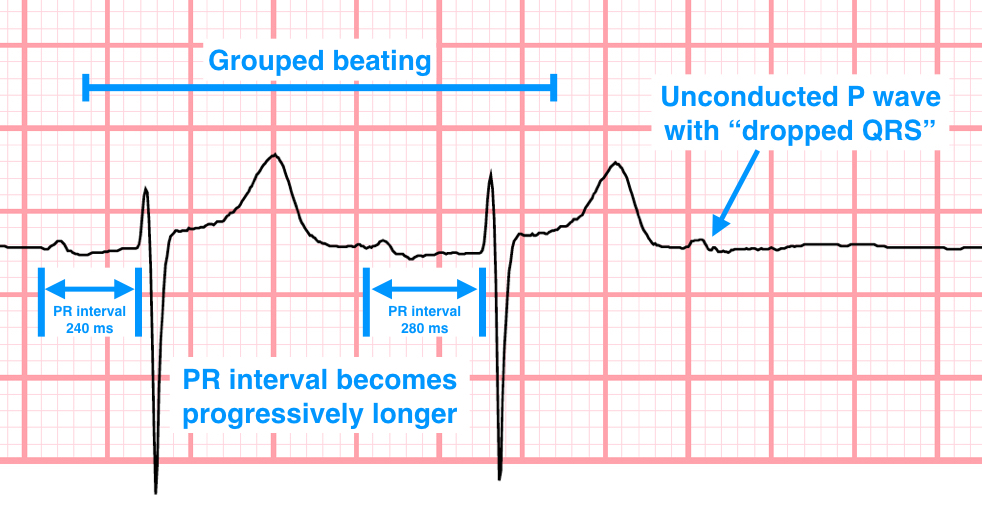 Grouped beating
Unconducted P wave
with “dropped QRS”
PR interval
240 ms
PR interval
280 ms
PR interval becomes
progressively longer